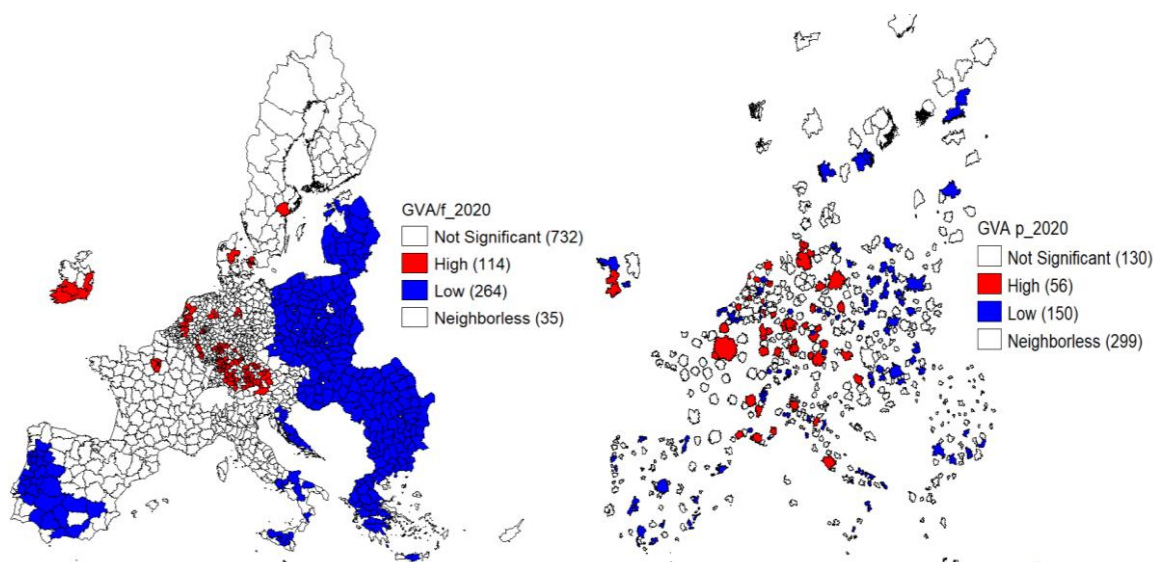 GVA/f_2020
Not Significant (732)
High (114)
Low (264)
Neighborless (35)
GVA p_2020
Not Significant (130)
High (56)
Low (150)
Neighborless (299)